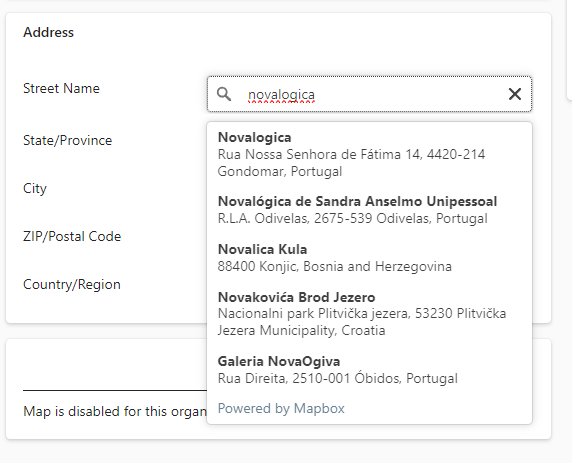 Address
Street Name
novalogica
State/Province
City
ZIP/Postal Code
Country/Region
Novalogica
Rua Nossa Senhora de Fátima 14, 4420-214
Gondomar, Portugal
Novalógica de Sandra Anselmo Unipessoal
R.L.A. Odivelas, 2675-539 Odivelas, Portugal
Novalica Kula
88400 Konjic, Bosnia and Herzegovina
Novakovića Brod Jezero
Nacionalni park Plitvička jezera, 53230 Plitvička
Jezera Municipality, Croatia
Galeria NovaOgiva
Rua Direita, 2510-001 Óbidos, Portugal
Powered by Mapbox
Map is disabled for this organ